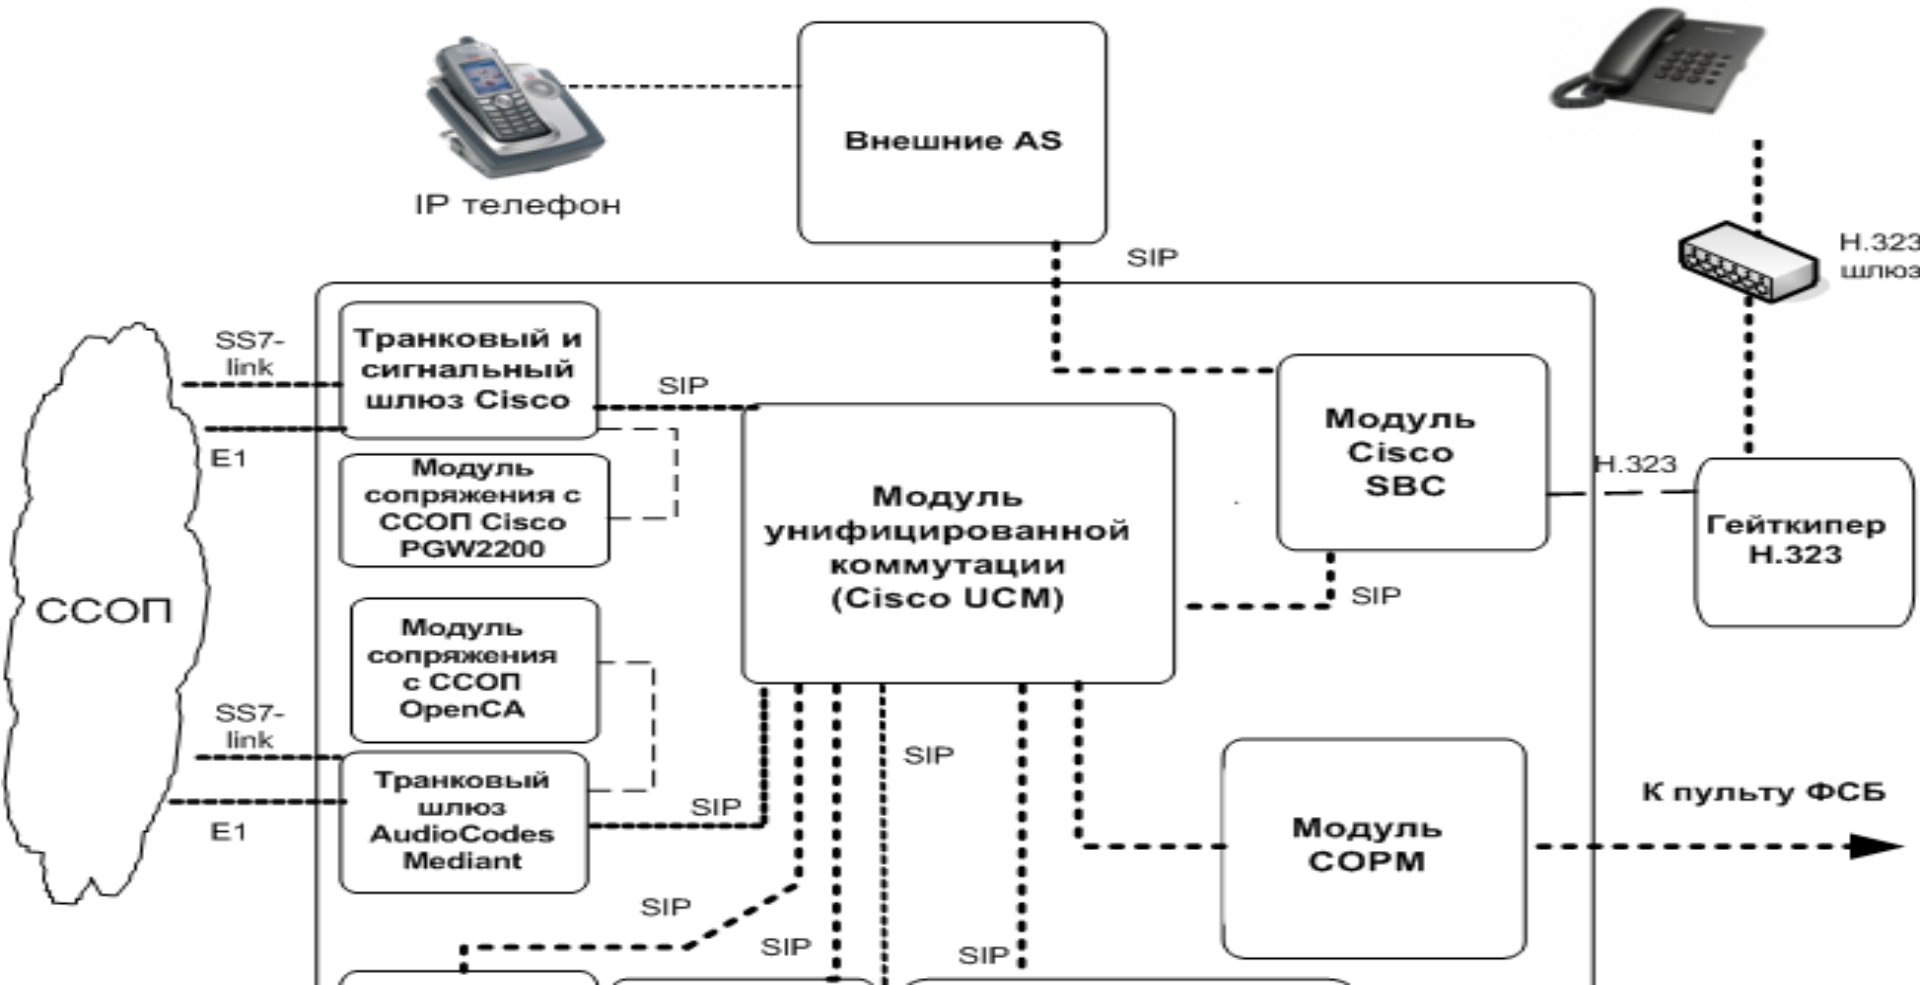 IP телефон
Внешние AS
SIP
H.323
шлюз
SS7-
link
E1
Транковый и
сигнальный
шлюз Cisco
SIP
Модуль
сопряжения с
ССОП Cisco
PGW2200
Модуль
унифицированной
коммутации
(Cisco UCM)
Модуль
Cisco
SBC
H.323
Гейткипер
H.323
SIP
ССОП
Модуль
сопряжения
с ССОП
OpenCA
SS7-
link
E1
Транковый
шлюз
AudioCodes
Mediant
SIP
SIP
Модуль
СОРМ
К пульту ФСБ
SIP
SIP
SIP